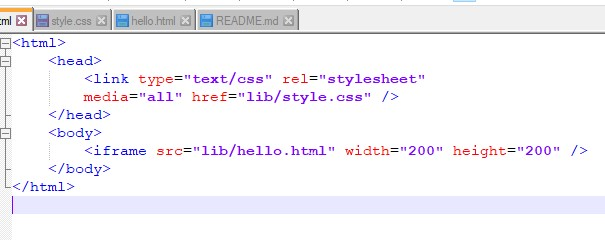 style.css hello.html README.md
<html>
<head>
<link type="text/css" rel="stylesheet"
media="all" href="lib/style.css" />
</head>
<body>
<iframe src="lib/hello.html" width="200" height="200" />
</body>
</html>